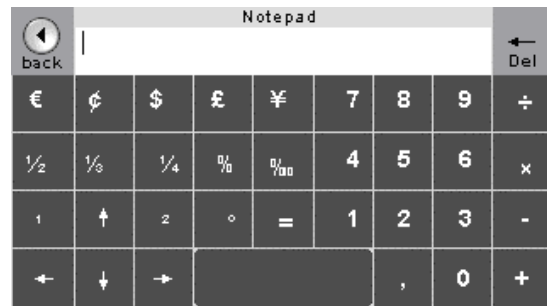 Notepad
back
Del
€ ¢ $ £ ¥ 7 8 9 ÷
½ ⅓ ¼ % ‰ 4 5 6 ×
1 ↑ 2 ° = 1 2 3 -
← ↓ → , 0 +